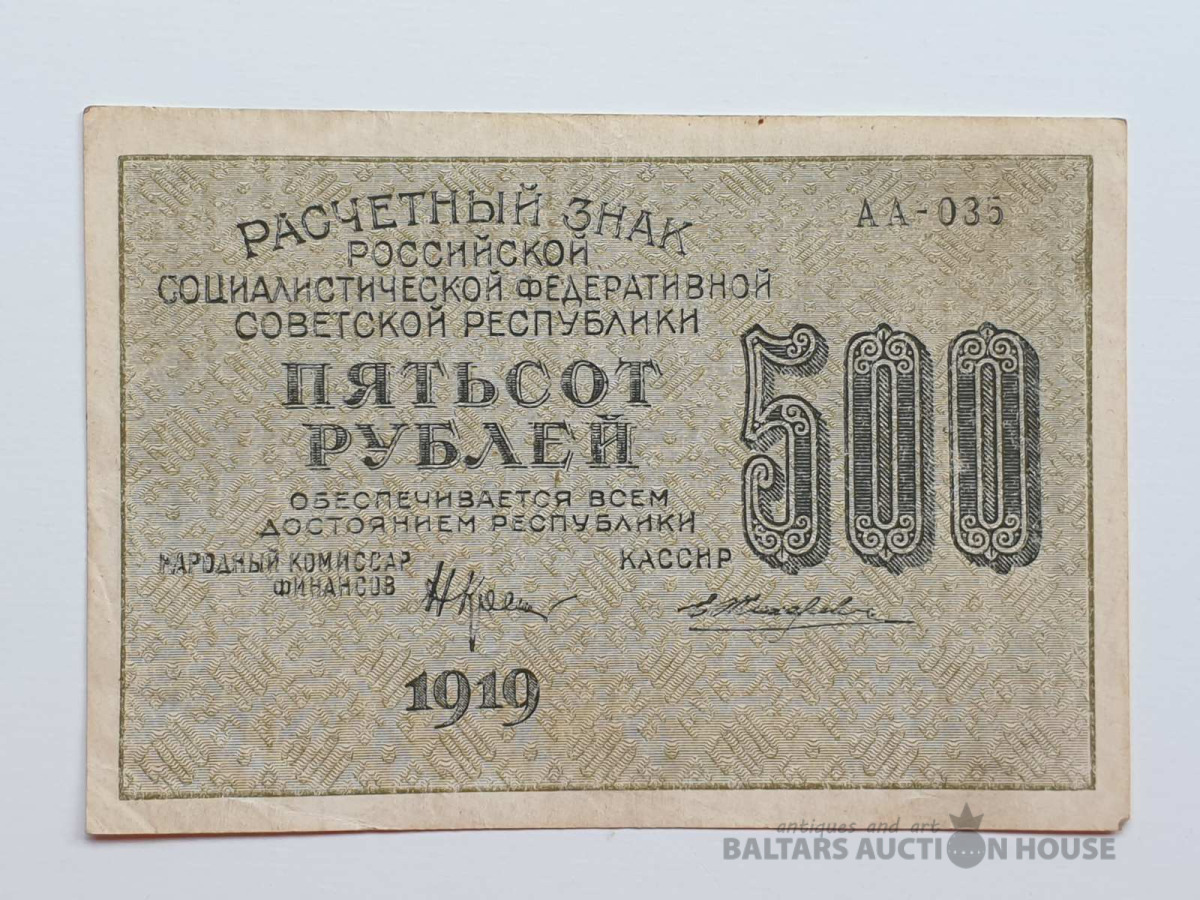 РАСЧЕТНЫЙ ЗНАК
АА-035
РОССИЙСКОЙ
СОЦИАЛИСТИЧЕСКОЙ ФЕДЕРАТИВНОЙ
СОВЕТСКОЙ РЕСПУБЛИКИ
ПЯТЬСОТ
РУБЛЕЙ
500
ОБЕСПЕЧИВАЕТСЯ ВСЕМ
ДОСТОЯНИЕМ РЕСПУБЛИКИ
НАРОДНЫЙ КОМИССАР
ФИНАНСОВ
КАССИР
1919
antiques and art
BALTARS AUCTION HOUSE